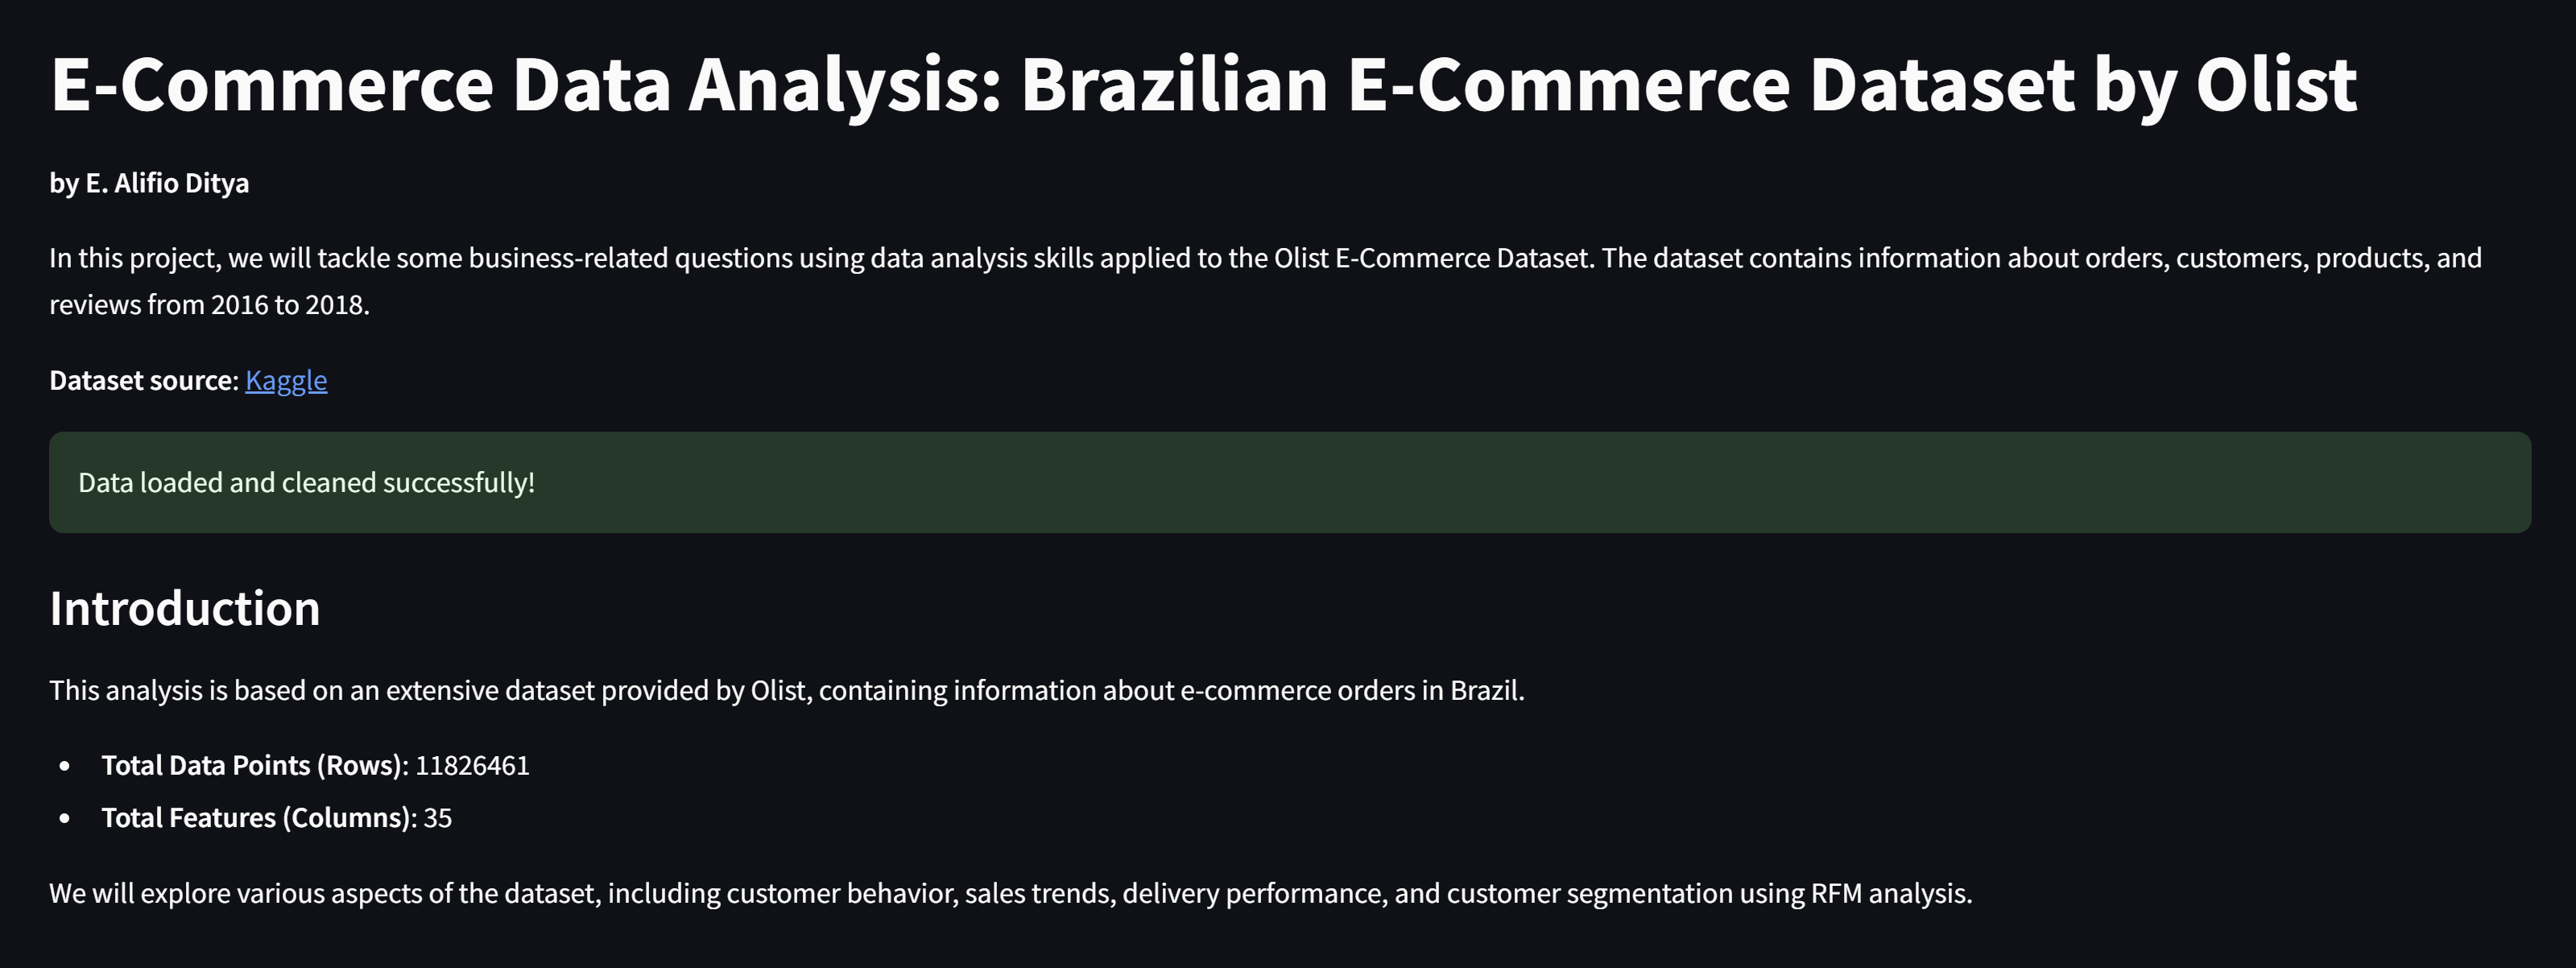 E-Commerce Data Analysis: Brazilian E-Commerce Dataset by Olist
by E. Alifio Ditya
In this project, we will tackle some business-related questions using data analysis skills applied to the Olist E-Commerce Dataset. The dataset contains information about orders, customers, products, and
reviews from 2016 to 2018.
Dataset source: Kaggle
Data loaded and cleaned successfully!
Introduction
This analysis is based on an extensive dataset provided by Olist, containing information about e-commerce orders in Brazil.
• Total Data Points (Rows): 11826461
• Total Features (Columns): 35
We will explore various aspects of the dataset, including customer behavior, sales trends, delivery performance, and customer segmentation using RFM analysis.